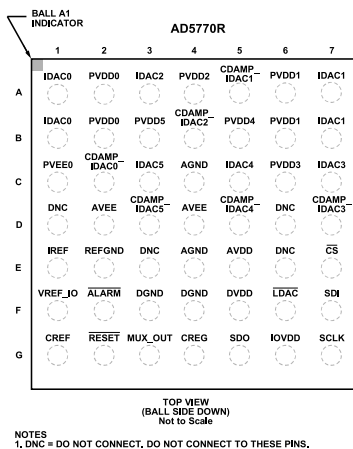 BALL A1
INDICATOR
AD5770R
1 2 3 4 5 6 7
A
IDAC0 PVDD0 IDAC2 PVDD2 CDAMP_IDAC1 PVDD1 IDAC1
B
IDAC0 PVDD0 PVDD5 CDAMP_IDAC2 PVDD4 PVDD1 IDAC1
C
PVEE0 CDAMP_IDAC0 IDAC5 AGND IDAC4 PVDD3 IDAC3
D
DNC AVEE CDAMP_IDAC5 AVEE CDAMP_IDAC4 DNC CDAMP_IDAC3
E
IREF REFGND DNC AGND AVDD DNC CS
F
VREF_IO ALARM DGND DGND DVDD LDAC SDI
G
CREF RESET MUX_OUT CREG SDO IOVDD SCLK
TOP VIEW
(BALL SIDE DOWN)
Not to Scale
NOTES
1. DNC = DO NOT CONNECT. DO NOT CONNECT TO THESE PINS.